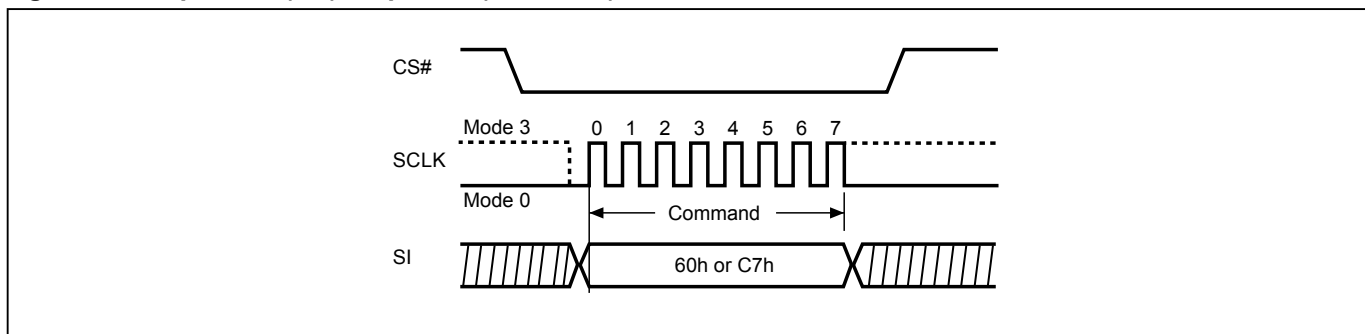 CS#
Mode 3 0 1 2 3 4 5 6 7
SCLK
Mode 0
Command
SI 60h or C7h